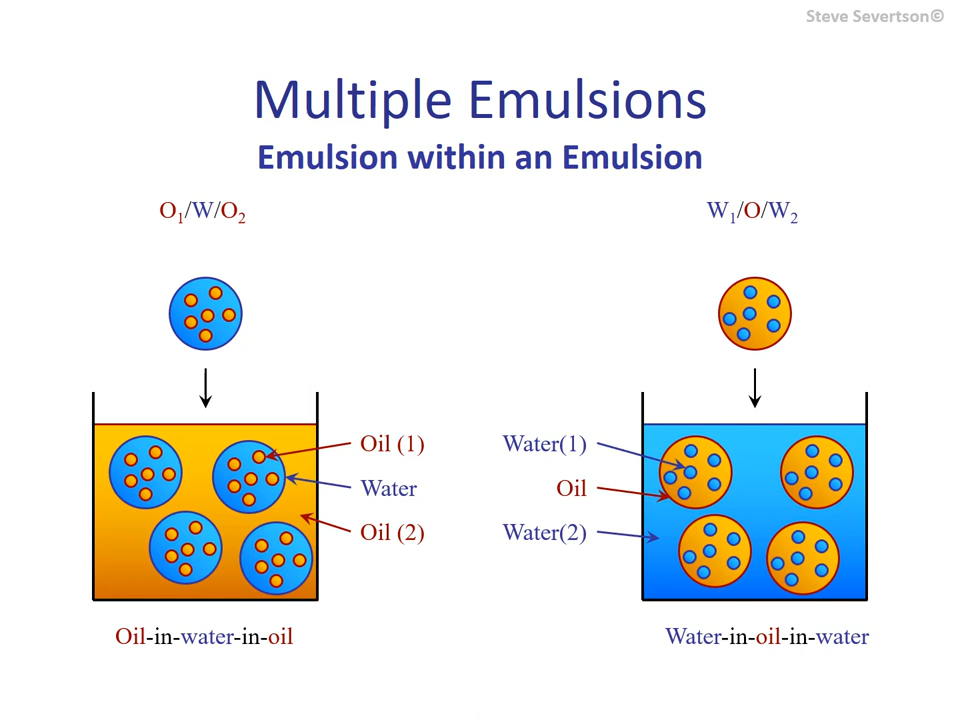 Steve Severtson©
Multiple Emulsions
Emulsion within an Emulsion
O₁/W/O₂
W₁/O/W₂
Oil (1)
Water
Oil (2)
Water(1)
Oil
Water(2)
Oil-in-water-in-oil
Water-in-oil-in-water